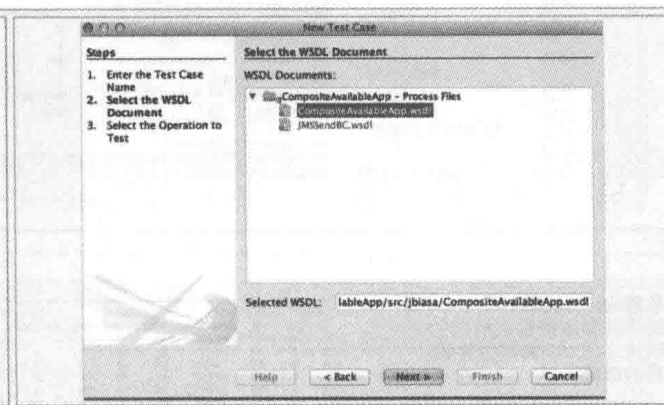 New Test Case
Steps
1. Enter the Test Case
Name
2. Select the WSDL
Document
3. Select the Operation to
Test
Select the WSDL Document
WSDL Documents:
CompositeAvailableApp - Process Files
CompositeAvailableApp.wsdl
JMSSendBC.wsdl
Selected WSDL: lableApp/src/jbiasa/CompositeAvailableApp.wsdl
Help
< Back
Next >
Finish
Cancel